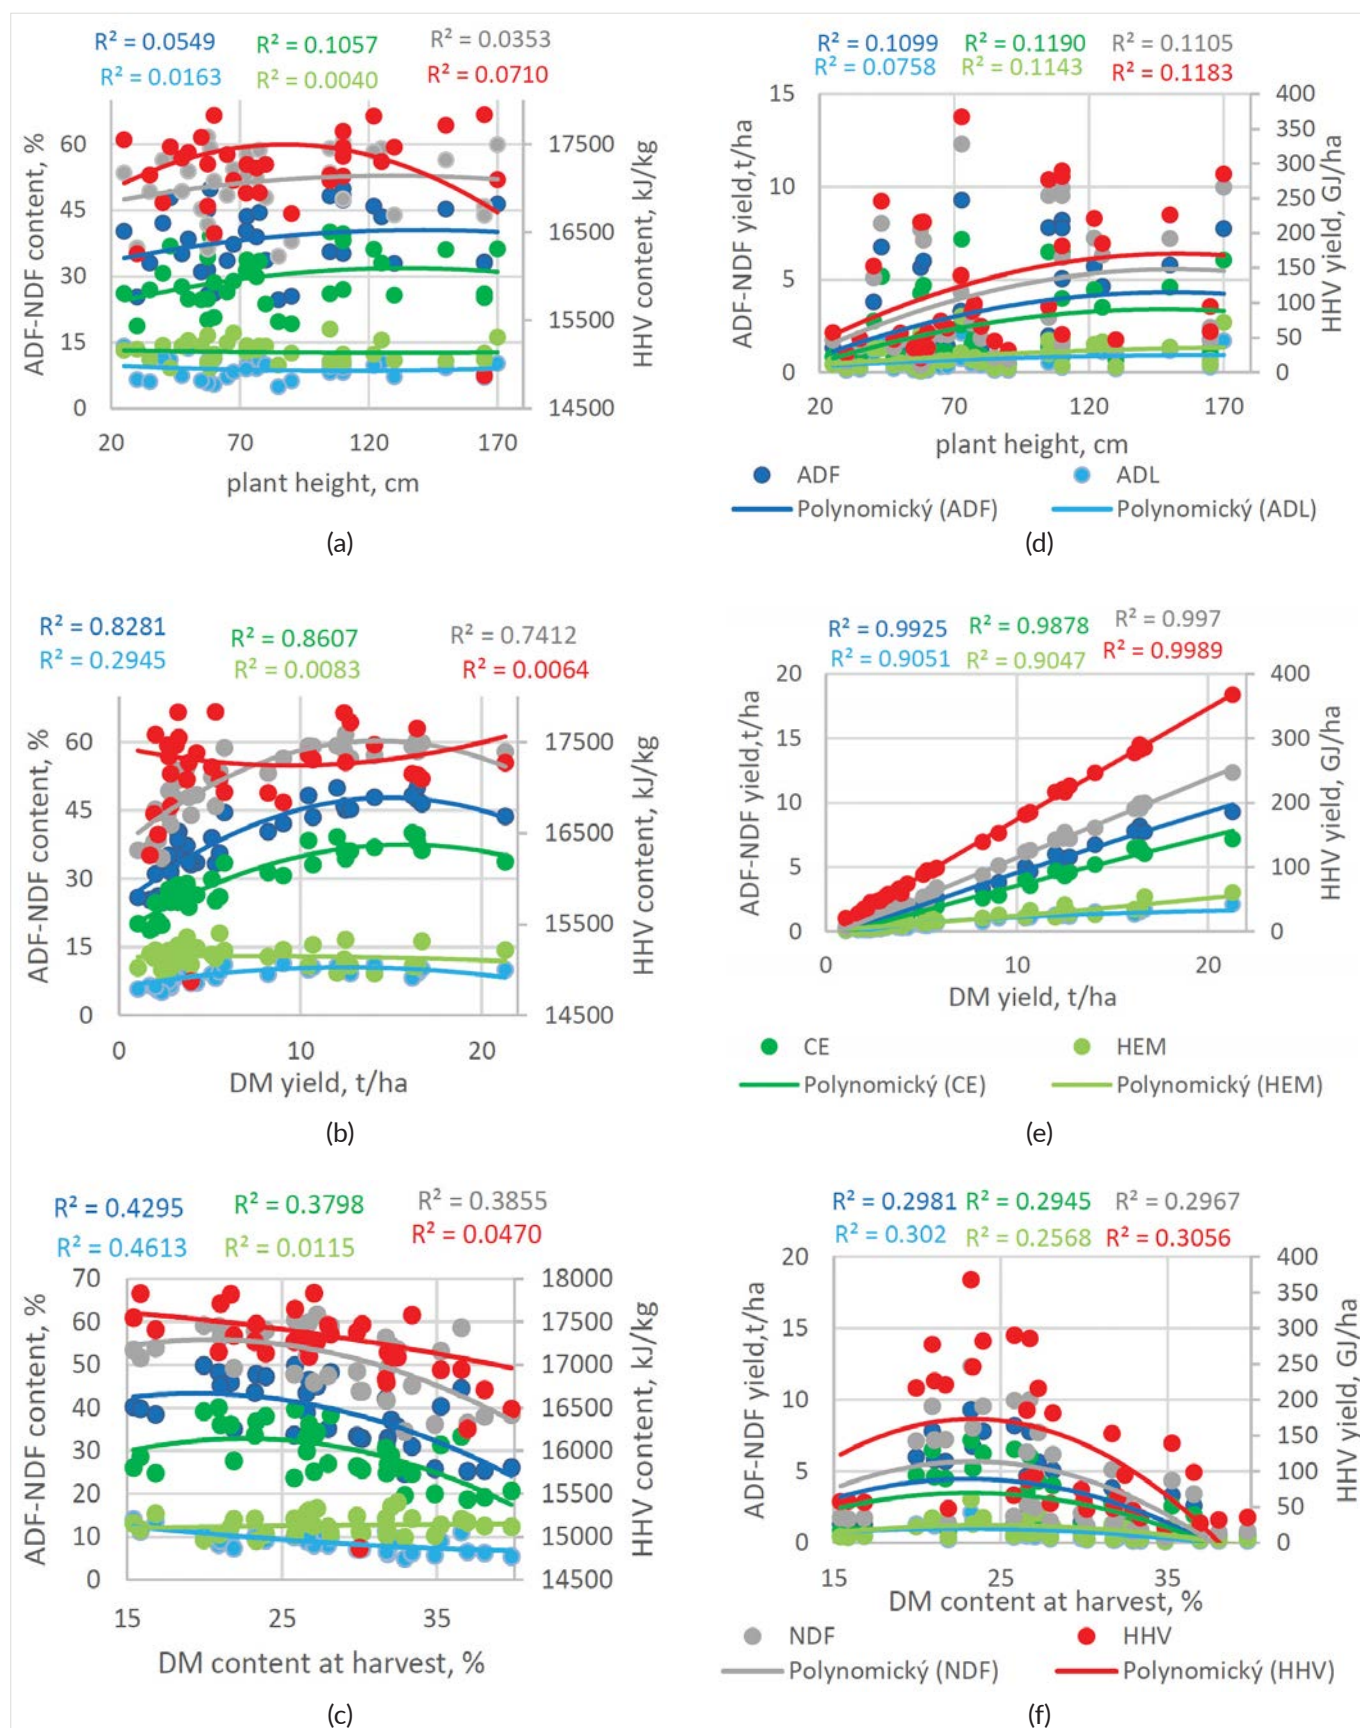 R² = 0.0549 R² = 0.1057 R² = 0.0353
R² = 0.0163 R² = 0.0040 R² = 0.0710
60
45
30
15
0
ADF-NDF content, %
17500
16500
15500
14500
HHV content, kJ/kg
20 70 120 170
plant height, cm
(a)
R² = 0.1099 R² = 0.1190 R² = 0.1105
R² = 0.0758 R² = 0.1143 R² = 0.1183
15
10
5
0
ADF-NDF yield,t/ha
400
350
300
250
200
150
100
50
0
HHV yield, GJ/ha
20 70 120 170
plant height, cm
ADF ADL
Polynomický (ADF) Polynomický (ADL)
(d)
R² = 0.8281 R² = 0.8607 R² = 0.7412
R² = 0.2945 R² = 0.0083 R² = 0.0064
60
45
30
15
0
ADF-NDF content, %
17500
16500
15500
14500
HHV content, kJ/kg
0 10 20
DM yield, t/ha
(b)
R² = 0.9925 R² = 0.9878 R² = 0.997
R² = 0.9051 R² = 0.9047 R² = 0.9989
20
15
10
5
0
ADF-NDF yield,t/ha
400
300
200
100
0
HHV yield, GJ/ha
0 10 20
DM yield, t/ha
CE HEM
Polynomický (CE) Polynomický (HEM)
(e)
R² = 0.4295 R² = 0.3798 R² = 0.3855
R² = 0.4613 R² = 0.0115 R² = 0.0470
70
60
50
40
30
20
10
0
ADF-NDF content, %
18000
17500
17000
16500
16000
15500
15000
14500
HHV content, kJ/kg
15 25 35
DM content at harvest, %
(c)
R² = 0.2981 R² = 0.2945 R² = 0.2967
R² = 0.302 R² = 0.2568 R² = 0.3056
20
15
10
5
0
ADF-NDF yield,t/ha
400
350
300
250
200
150
100
50
0
HHV yield, GJ/ha
15 25 35
DM content at harvest, %
NDF HHV
Polynomický (NDF) Polynomický (HHV)
(f)